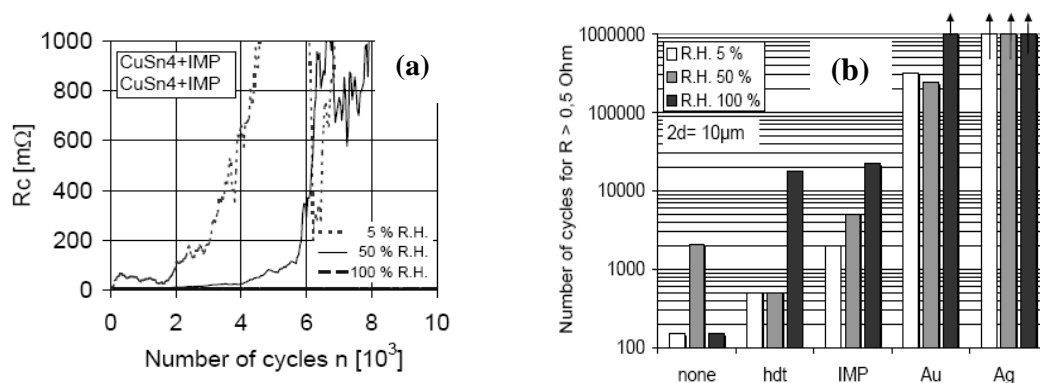 1000
800
600
400
200
0
Rc [mΩ]
CuSn4+IMP
CuSn4+IMP
(a)
5 % R.H.
50 % R.H.
100 % R.H.
0 2 4 6 8 10
Number of cycles n [10³]
1000000
100000
10000
1000
100
Number of cycles for R > 0,5 Ohm
R.H. 5 %
R.H. 50 %
R.H. 100 %
(b)
2d= 10µm
none hdt IMP Au Ag